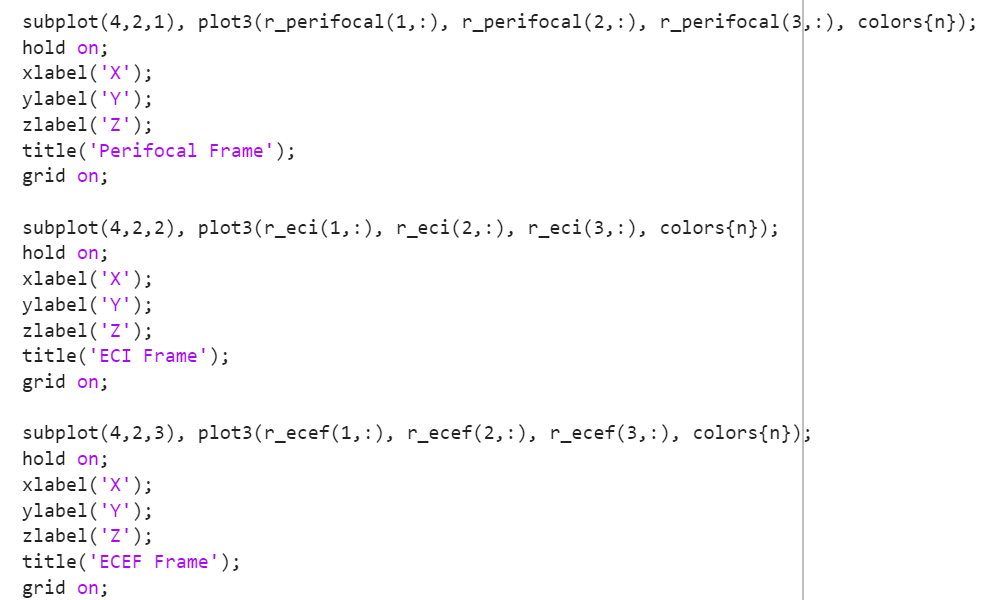 subplot(4,2,1), plot3(r_perifocal(1,:), r_perifocal(2,:), r_perifocal(3,:), colors{n});
hold on;
xlabel('X');
ylabel('Y');
zlabel('Z');
title('Perifocal Frame');
grid on;

subplot(4,2,2), plot3(r_eci(1,:), r_eci(2,:), r_eci(3,:), colors{n});
hold on;
xlabel('X');
ylabel('Y');
zlabel('Z');
title('ECI Frame');
grid on;

subplot(4,2,3), plot3(r_ecef(1,:), r_ecef(2,:), r_ecef(3,:), colors{n});
hold on;
xlabel('X');
ylabel('Y');
zlabel('Z');
title('ECEF Frame');
grid on;